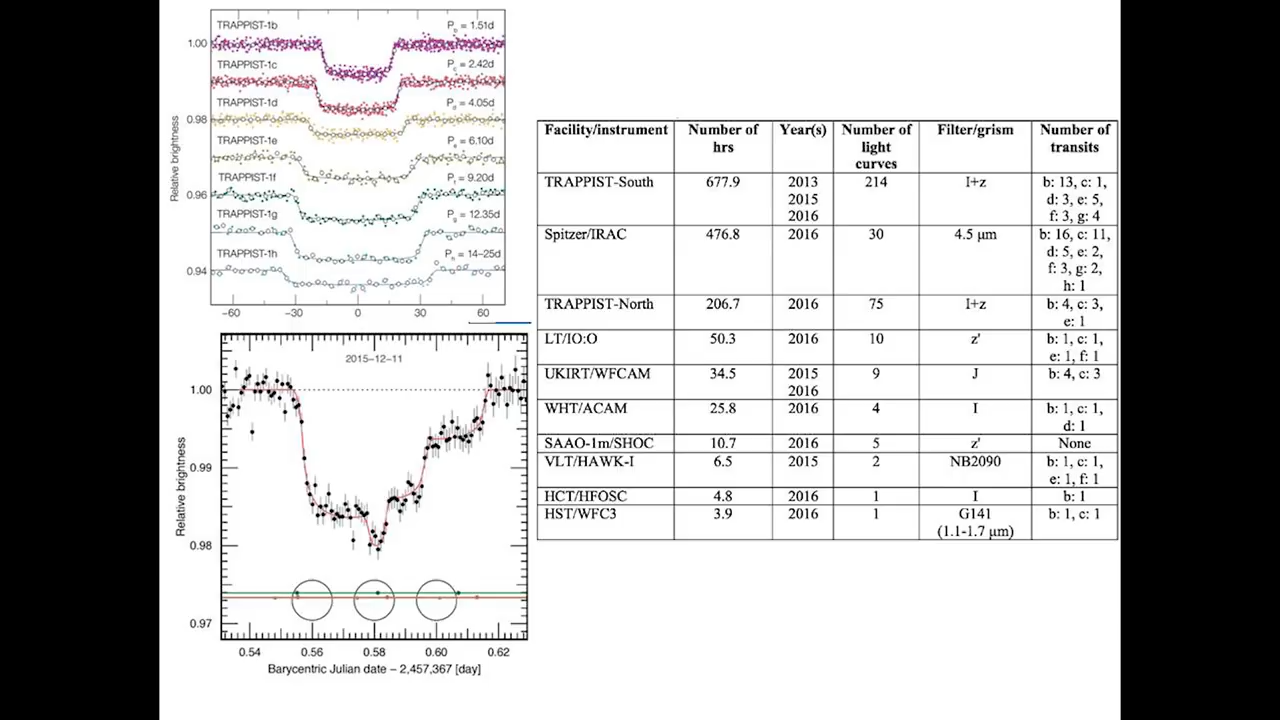 TRAPPIST-1b
P_b = 1.51d
1.00
TRAPPIST-1c
P_c = 2.42d
TRAPPIST-1d
P_d = 4.05d
0.98
TRAPPIST-1e
P_e = 6.10d
TRAPPIST-1f
P_f = 9.20d
0.96
TRAPPIST-1g
P_g = 12.35d
TRAPPIST-1h
P_h = 14–25d
0.94
Relative brightness
−60 −30 0 30 60
2015–12–11
1.00
0.99
0.98
0.97
Relative brightness
0.54 0.56 0.58 0.60 0.62
Barycentric Julian date − 2,457,367 [day]
Facility/instrument Number of hrs Year(s) Number of light curves Filter/grism Number of transits
TRAPPIST-South 677.9 2013 2015 2016 214 I+z b: 13, c: 1, d: 3, e: 5, f: 3, g: 4
Spitzer/IRAC 476.8 2016 30 4.5 μm b: 16, c: 11, d: 5, e: 2, f: 3, g: 2, h: 1
TRAPPIST-North 206.7 2016 75 I+z b: 4, c: 3, e: 1
LT/IO:O 50.3 2016 10 z' b: 1, c: 1, e: 1, f: 1
UKIRT/WFCAM 34.5 2015 2016 9 J b: 4, c: 3
WHT/ACAM 25.8 2016 4 I b: 1, c: 1, d: 1
SAAO-1m/SHOC 10.7 2016 5 z' None
VLT/HAWK-I 6.5 2015 2 NB2090 b: 1, c: 1, e: 1, f: 1
HCT/HFOSC 4.8 2016 1 I b: 1
HST/WFC3 3.9 2016 1 G141 (1.1-1.7 μm) b: 1, c: 1